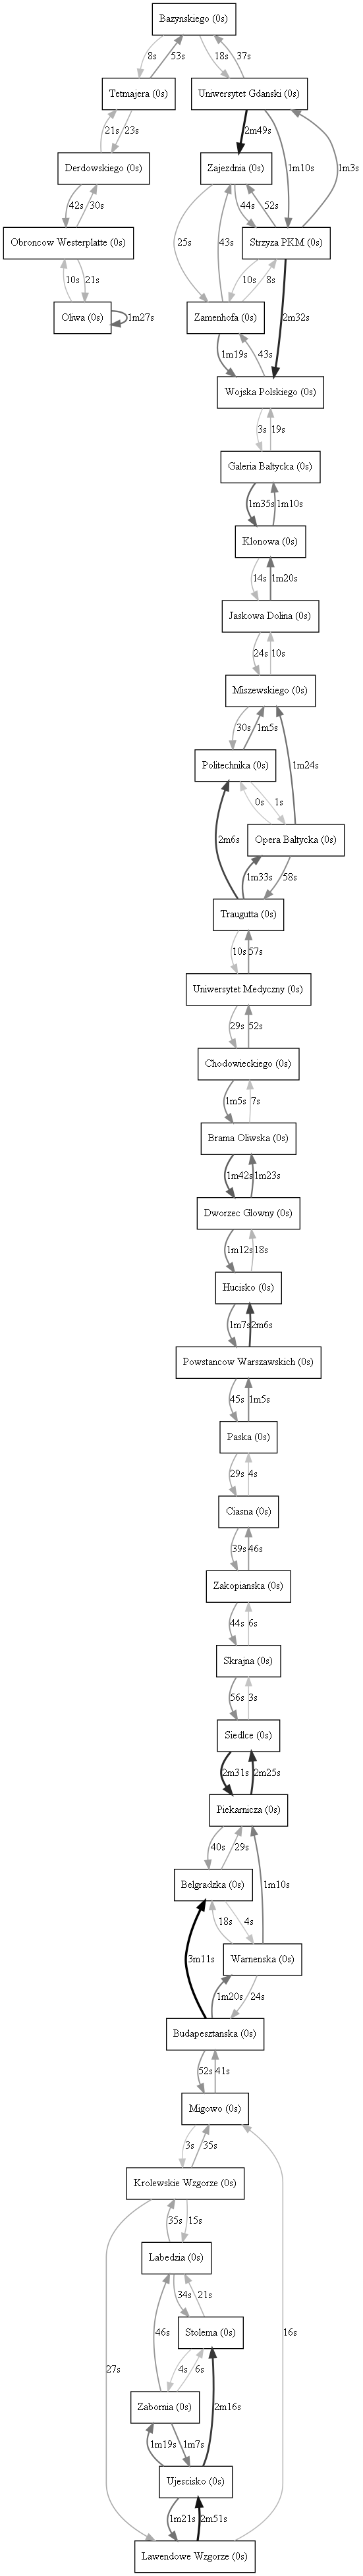 Bazynskiego (0s)
8s
18s
37s
53s
Tetmajera (0s)
Uniwersytet Gdanski (0s)
21s
23s
2m49s
1m10s
1m3s
Derdowskiego (0s)
Zajezdnia (0s)
42s
30s
25s
44s
52s
Obroncow Westerplatte (0s)
Strzyza PKM (0s)
43s
10s
21s
10s
8s
Oliwa (0s)
1m27s
Zamenhofa (0s)
2m32s
1m19s
43s
Wojska Polskiego (0s)
3s
19s
Galeria Baltycka (0s)
1m35s
1m10s
Klonowa (0s)
14s
1m20s
Jaskowa Dolina (0s)
24s
10s
Miszewskiego (0s)
30s
1m5s
Politechnika (0s)
1m24s
0s
1s
2m6s
Opera Baltycka (0s)
1m33s
58s
Traugutta (0s)
10s
57s
Uniwersytet Medyczny (0s)
29s
52s
Chodowieckiego (0s)
1m5s
7s
Brama Oliwska (0s)
1m42s
1m23s
Dworzec Glowny (0s)
1m12s
18s
Hucisko (0s)
1m7s
2m6s
Powstancow Warszawskich (0s)
45s
1m5s
Paska (0s)
29s
4s
Ciasna (0s)
39s
46s
Zakopianska (0s)
44s
6s
Skrajna (0s)
56s
3s
Siedlce (0s)
2m31s
2m25s
Piekarnicza (0s)
40s
29s
Belgradzka (0s)
1m10s
18s
4s
3m11s
Warnenska (0s)
1m20s
24s
Budapesztanska (0s)
52s
41s
Migowo (0s)
3s
35s
Krolewskie Wzgorze (0s)
35s
15s
Labedzia (0s)
34s
21s
46s
Stolema (0s)
27s
16s
4s
6s
Zabornia (0s)
2m16s
1m19s
1m7s
Ujescisko (0s)
1m21s
2m51s
Lawendowe Wzgorze (0s)